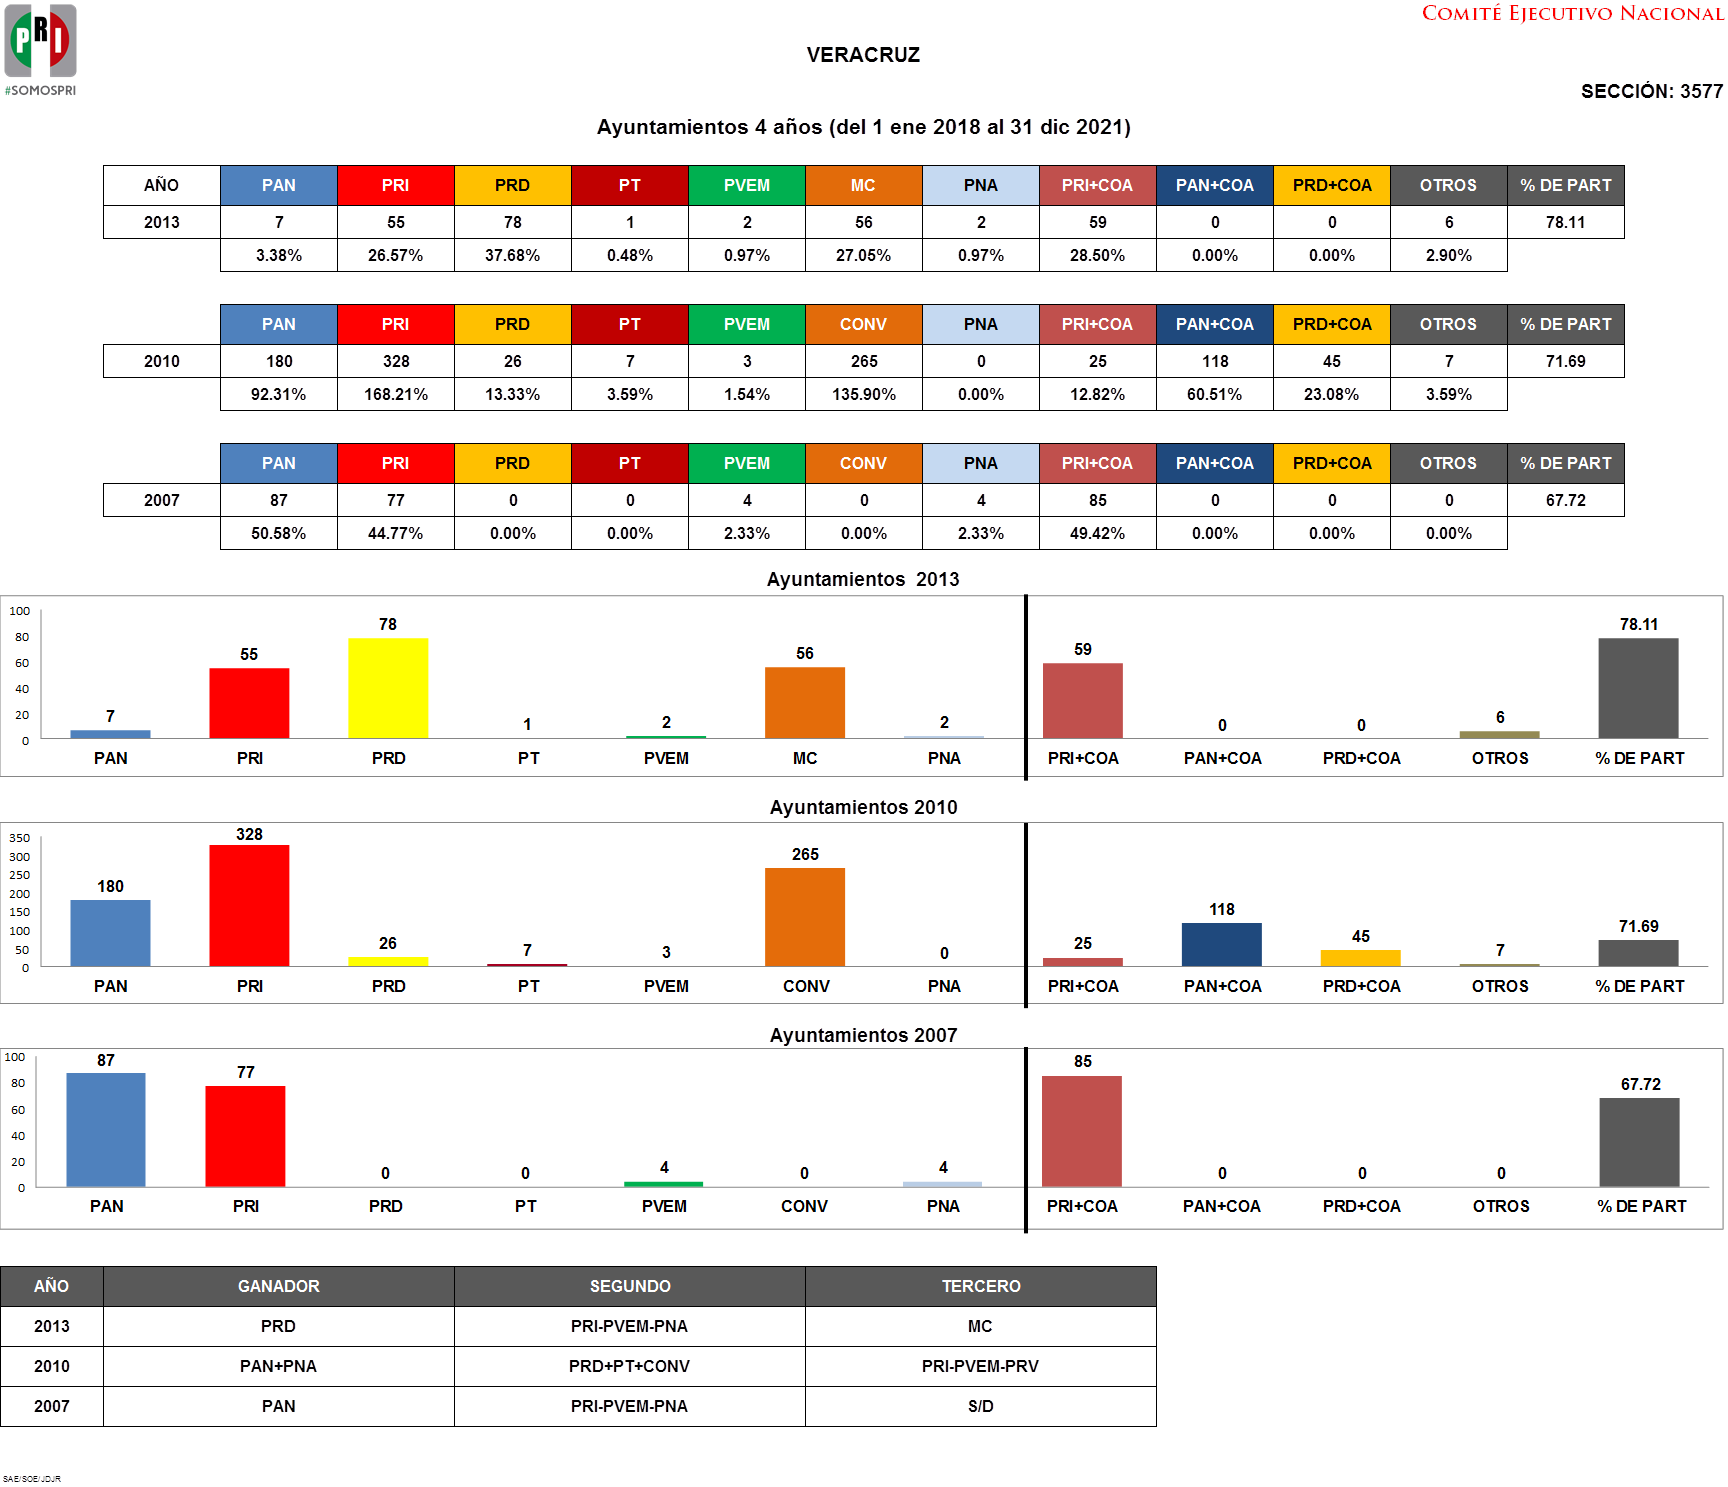 COMITÉ EJECUTIVO NACIONAL
PRI
#SOMOSPRI
VERACRUZ
SECCIÓN: 3577
Ayuntamientos 4 años (del 1 ene 2018 al 31 dic 2021)
AÑO PAN PRI PRD PT PVEM MC PNA PRI+COA PAN+COA PRD+COA OTROS % DE PART
2013 7 55 78 1 2 56 2 59 0 0 6 78.11
3.38% 26.57% 37.68% 0.48% 0.97% 27.05% 0.97% 28.50% 0.00% 0.00% 2.90%
PAN PRI PRD PT PVEM CONV PNA PRI+COA PAN+COA PRD+COA OTROS % DE PART
2010 180 328 26 7 3 265 0 25 118 45 7 71.69
92.31% 168.21% 13.33% 3.59% 1.54% 135.90% 0.00% 12.82% 60.51% 23.08% 3.59%
PAN PRI PRD PT PVEM CONV PNA PRI+COA PAN+COA PRD+COA OTROS % DE PART
2007 87 77 0 0 4 0 4 85 0 0 0 67.72
50.58% 44.77% 0.00% 0.00% 2.33% 0.00% 2.33% 49.42% 0.00% 0.00% 0.00%
Ayuntamientos 2013
100
80
60
40
20
0
7 55 78 1 2 56 2 59 0 0 6 78.11
PAN PRI PRD PT PVEM MC PNA PRI+COA PAN+COA PRD+COA OTROS % DE PART
Ayuntamientos 2010
350
300
250
200
150
100
50
0
180 328 26 7 3 265 0 25 118 45 7 71.69
PAN PRI PRD PT PVEM CONV PNA PRI+COA PAN+COA PRD+COA OTROS % DE PART
Ayuntamientos 2007
100
80
60
40
20
0
87 77 0 0 4 0 4 85 0 0 0 67.72
PAN PRI PRD PT PVEM CONV PNA PRI+COA PAN+COA PRD+COA OTROS % DE PART
AÑO GANADOR SEGUNDO TERCERO
2013 PRD PRI-PVEM-PNA MC
2010 PAN+PNA PRD+PT+CONV PRI-PVEM-PRV
2007 PAN PRI-PVEM-PNA S/D
SAE/SOE/JDJR